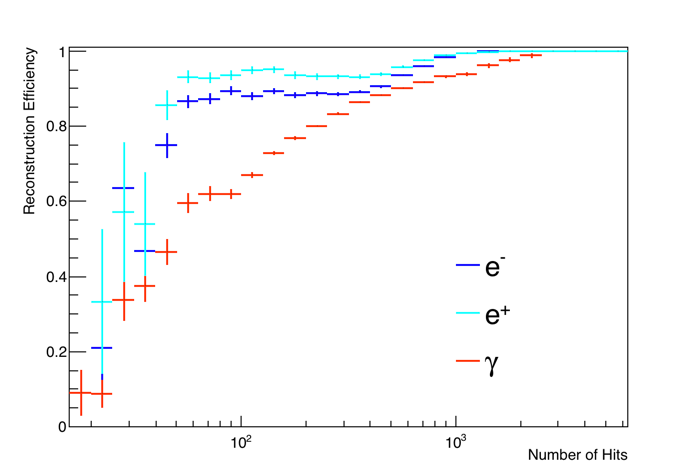 Reconstruction Efficiency
1
0.8
0.6
0.4
0.2
0
e⁻
e⁺
γ
10²
10³
Number of Hits